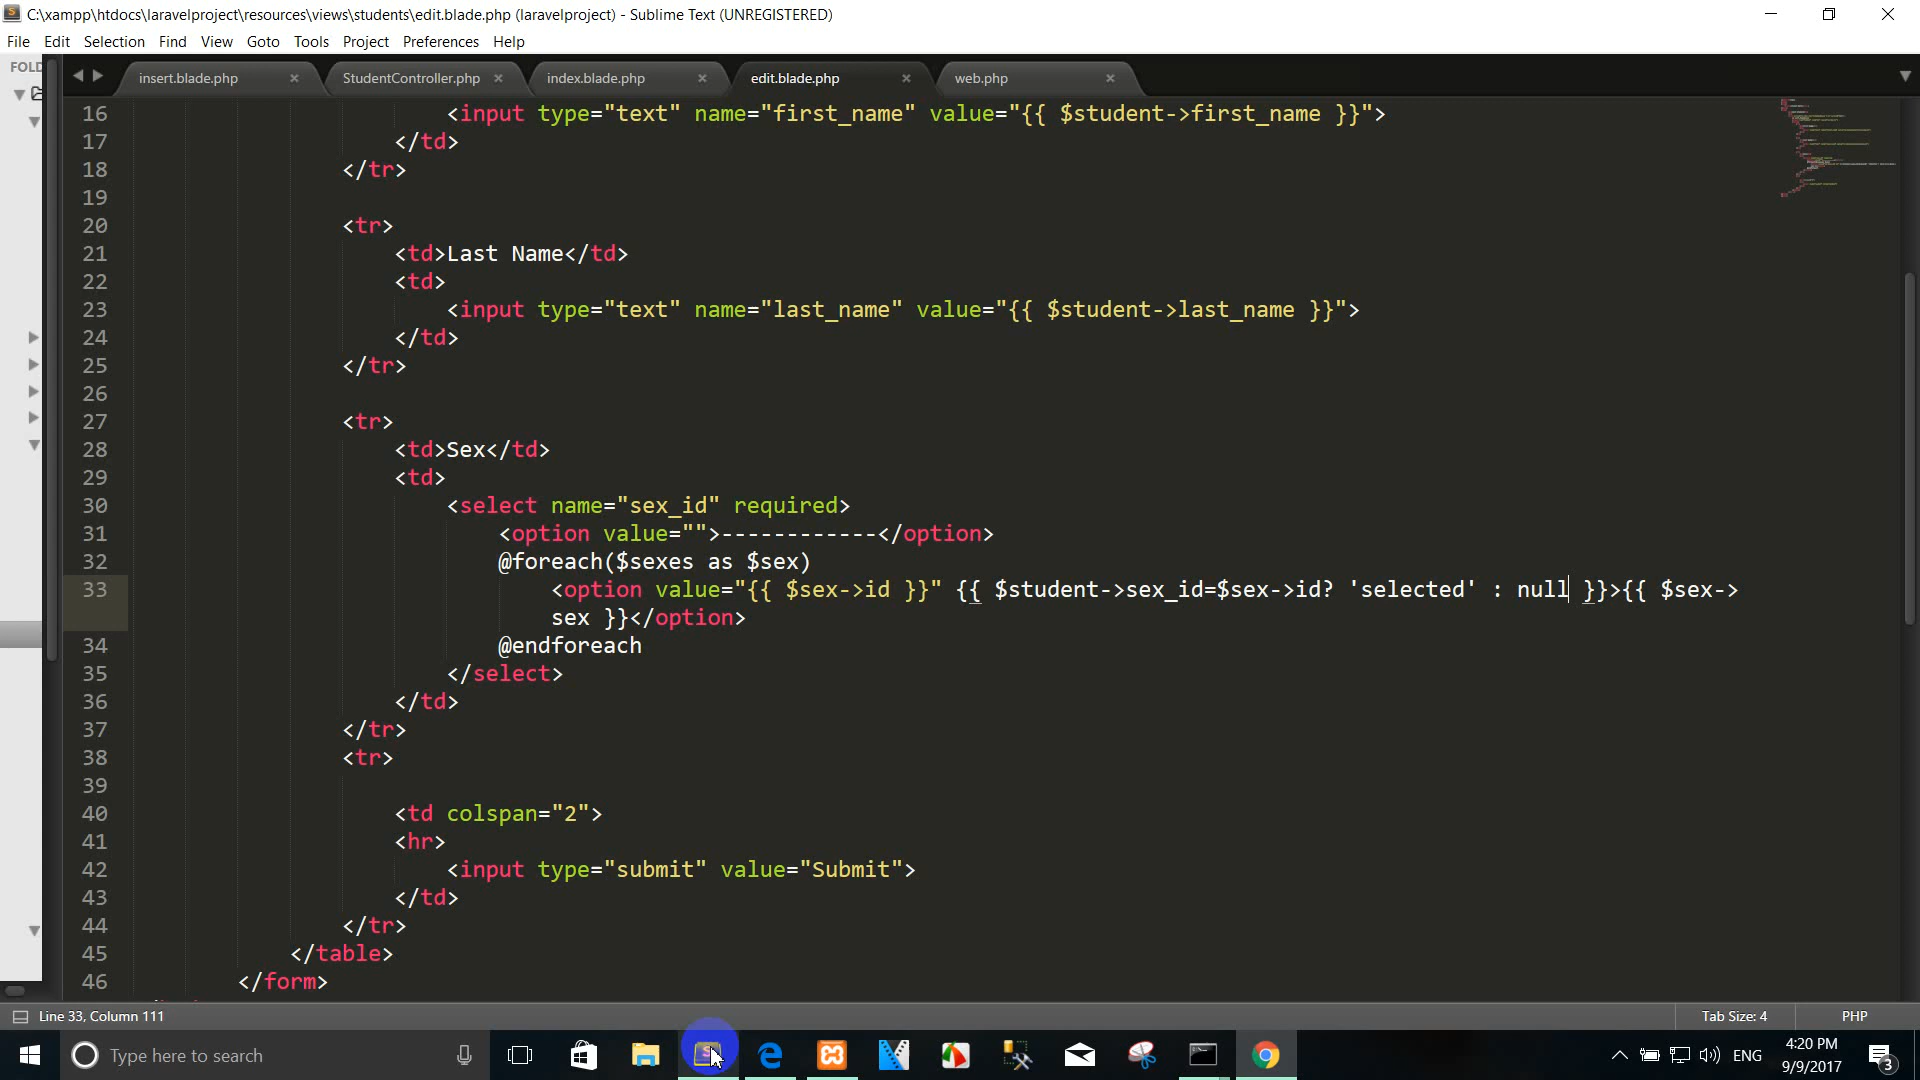 C:\xampp\htdocs\laravelproject\resources\views\students\edit.blade.php (laravelproject) - Sublime Text (UNREGISTERED)
File Edit Selection Find View Goto Tools Project Preferences Help
FOLD
insert.blade.php × StudentController.php × index.blade.php × edit.blade.php × web.php ×
16 <input type="text" name="first_name" value="{{ $student->first_name }}">
17 </td>
18 </tr>
19
20 <tr>
21 <td>Last Name</td>
22 <td>
23 <input type="text" name="last_name" value="{{ $student->last_name }}">
24 </td>
25 </tr>
26
27 <tr>
28 <td>Sex</td>
29 <td>
30 <select name="sex_id" required>
31 <option value="">------------</option>
32 @foreach($sexes as $sex)
33 <option value="{{ $sex->id }}" {{ $student->sex_id=$sex->id? 'selected' : null }}>{{ $sex->
sex }}</option>
34 @endforeach
35 </select>
36 </td>
37 </tr>
38 <tr>
39
40 <td colspan="2">
41 <hr>
42 <input type="submit" value="Submit">
43 </td>
44 </tr>
45 </table>
46 </form>
Line 33, Column 111 Tab Size: 4 PHP
Type here to search
ENG
4:20 PM
9/9/2017
3